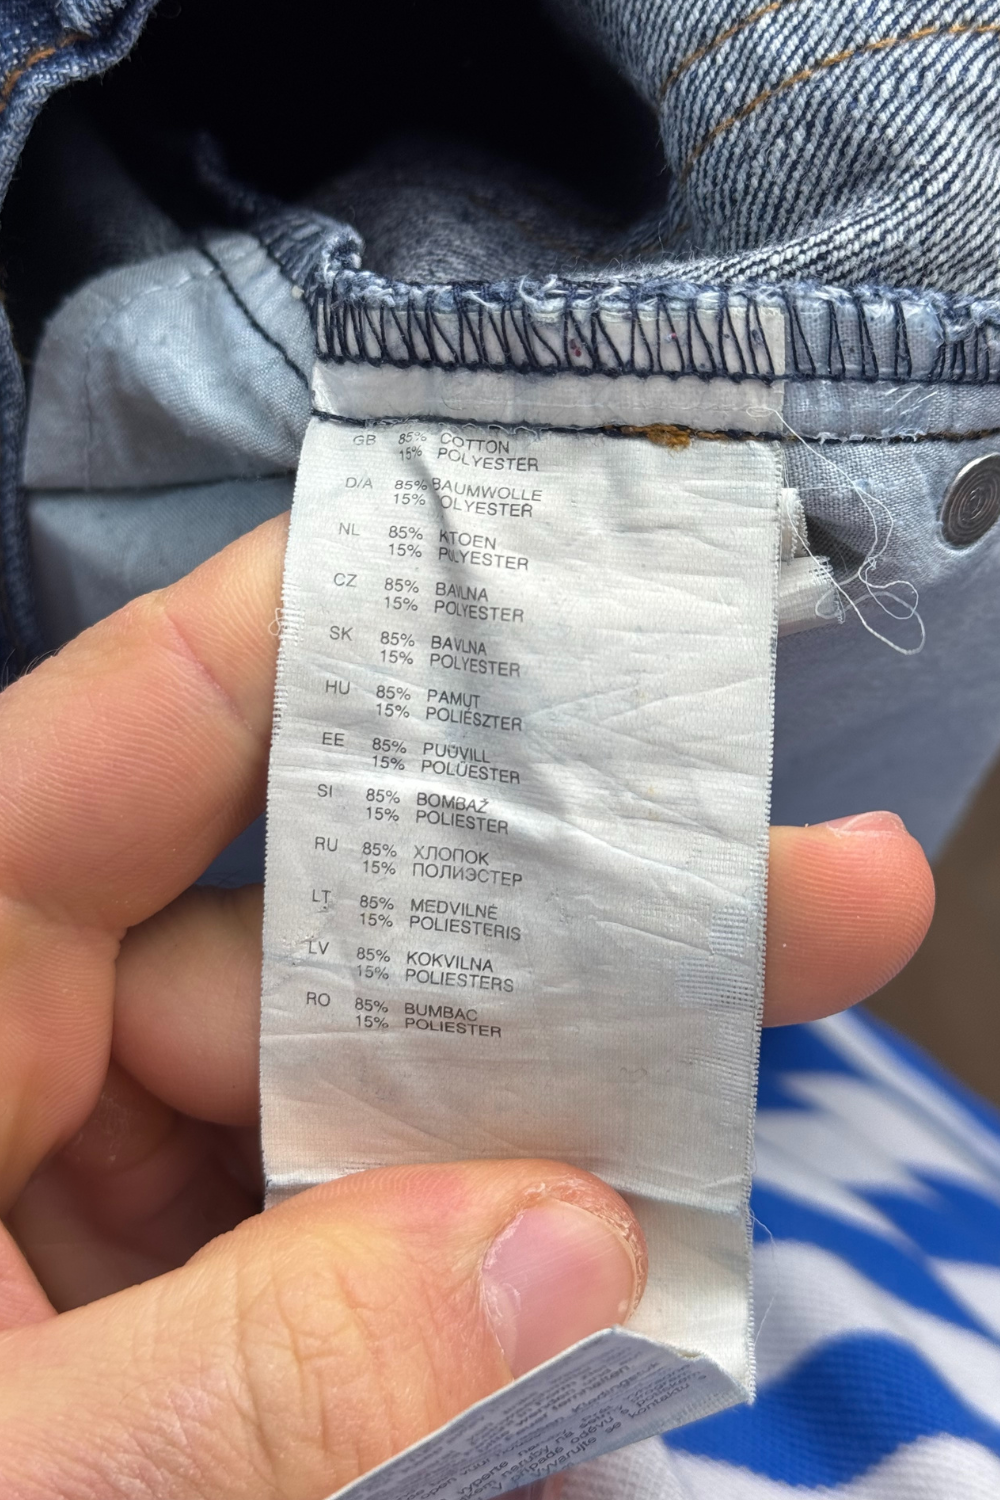 GB 85% COTTON
15% POLYESTER
D/A 85% BAUMWOLLE
15% POLYESTER
NL 85% KTOEN
15% POLYESTER
CZ 85% BAVLNA
15% POLYESTER
SK 85% BAVLNA
15% POLYESTER
HU 85% PAMUT
15% POLIÉSZTER
EE 85% PUUVILL
15% POLÜESTER
SI 85% BOMBAŽ
15% POLIESTER
RU 85% ХЛОПОК
15% ПОЛИЭСТЕР
LT 85% MEDVILNĖ
15% POLIESTERIS
LV 85% KOKVILNA
15% POLIESTERS
RO 85% BUMBAC
15% POLIESTER